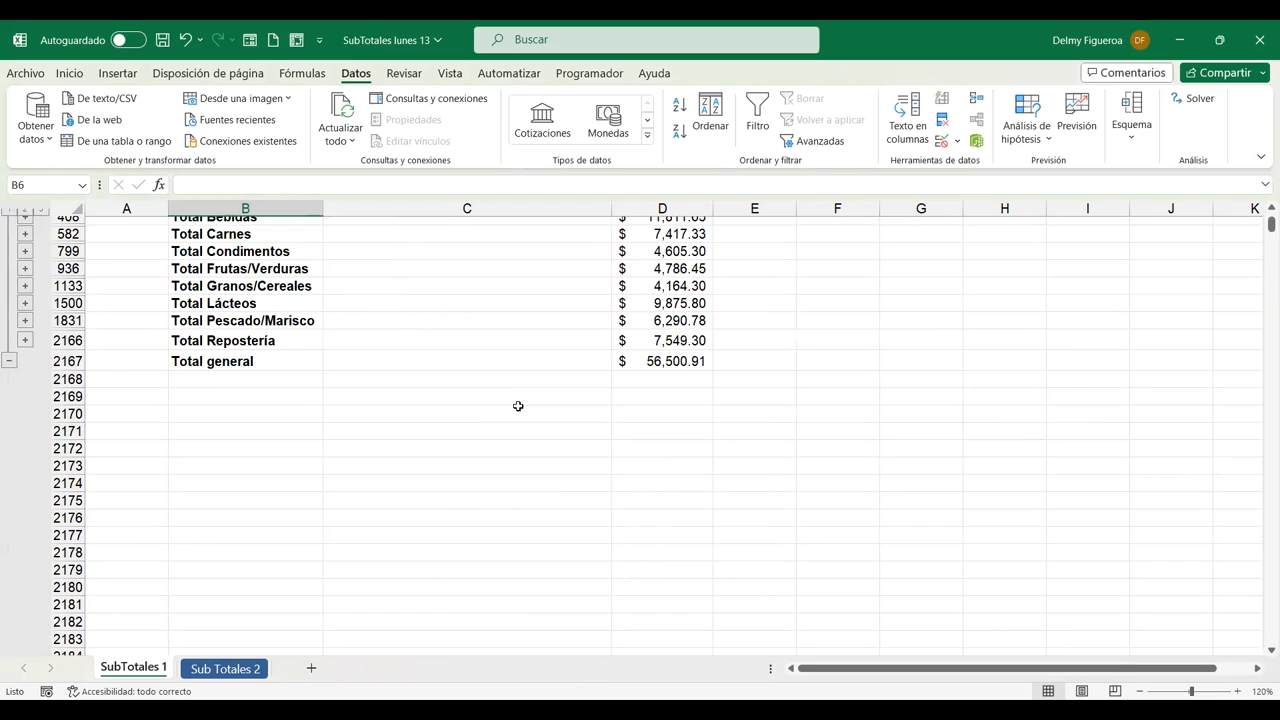 Autoguardado SubTotales lunes 13 Buscar Delmy Figueroa DF
Archivo Inicio Insertar Disposición de página Fórmulas Datos Revisar Vista Automatizar Programador Ayuda Comentarios Compartir
Obtener datos
De texto/CSV
De la web
De una tabla o rango
Desde una imagen
Fuentes recientes
Conexiones existentes
Obtener y transformar datos
Actualizar todo
Consultas y conexiones
Propiedades
Editar vínculos
Consultas y conexiones
Cotizaciones
Monedas
Tipos de datos
Ordenar
Filtro
Borrar
Volver a aplicar
Avanzadas
Ordenar y filtrar
Texto en columnas
Herramientas de datos
Análisis de hipótesis
Previsión
Previsión
Esquema
Solver
Análisis
B6 fx
A B C D E F G H I J K
408 Total Bebidas $ 11,811.65
582 Total Carnes $ 7,417.33
799 Total Condimentos $ 4,605.30
936 Total Frutas/Verduras $ 4,786.45
1133 Total Granos/Cereales $ 4,164.30
1500 Total Lácteos $ 9,875.80
1831 Total Pescado/Marisco $ 6,290.78
2166 Total Repostería $ 7,549.30
2167 Total general $ 56,500.91
2168
2169
2170
2171
2172
2173
2174
2175
2176
2177
2178
2179
2180
2181
2182
2183
2184
SubTotales 1 Sub Totales 2
Listo Accesibilidad: todo correcto 120%